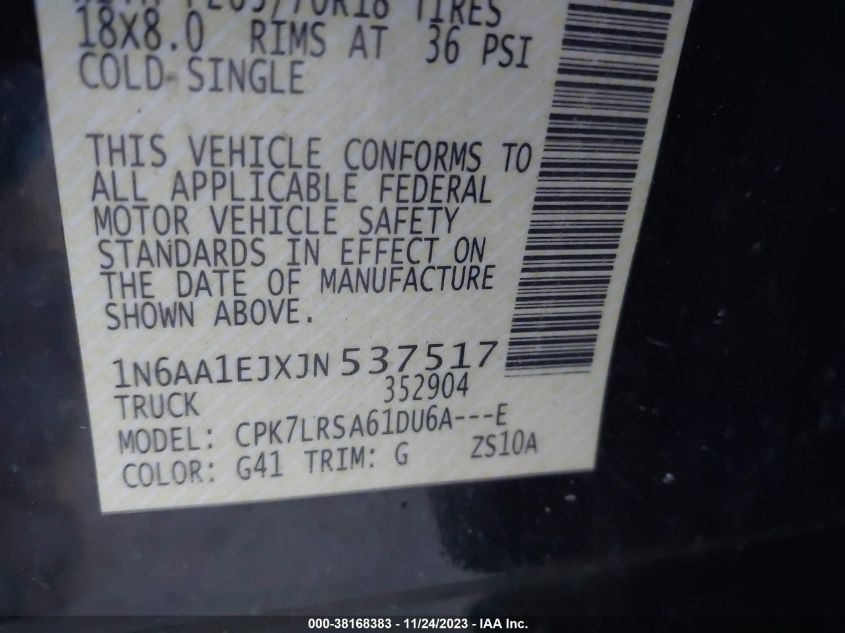 18X8.0 RIMS AT 36 PSI
COLD SINGLE
THIS VEHICLE CONFORMS TO
ALL APPLICABLE FEDERAL
MOTOR VEHICLE SAFETY
STANDARDS IN EFFECT ON
THE DATE OF MANUFACTURE
SHOWN ABOVE.
1N6AA1EJXJN537517
352904
TRUCK
MODEL: CPK7LRSA61DU6A---E
COLOR: G41 TRIM: G ZS10A
000-38168383 — 11/24/2023 — IAA Inc.